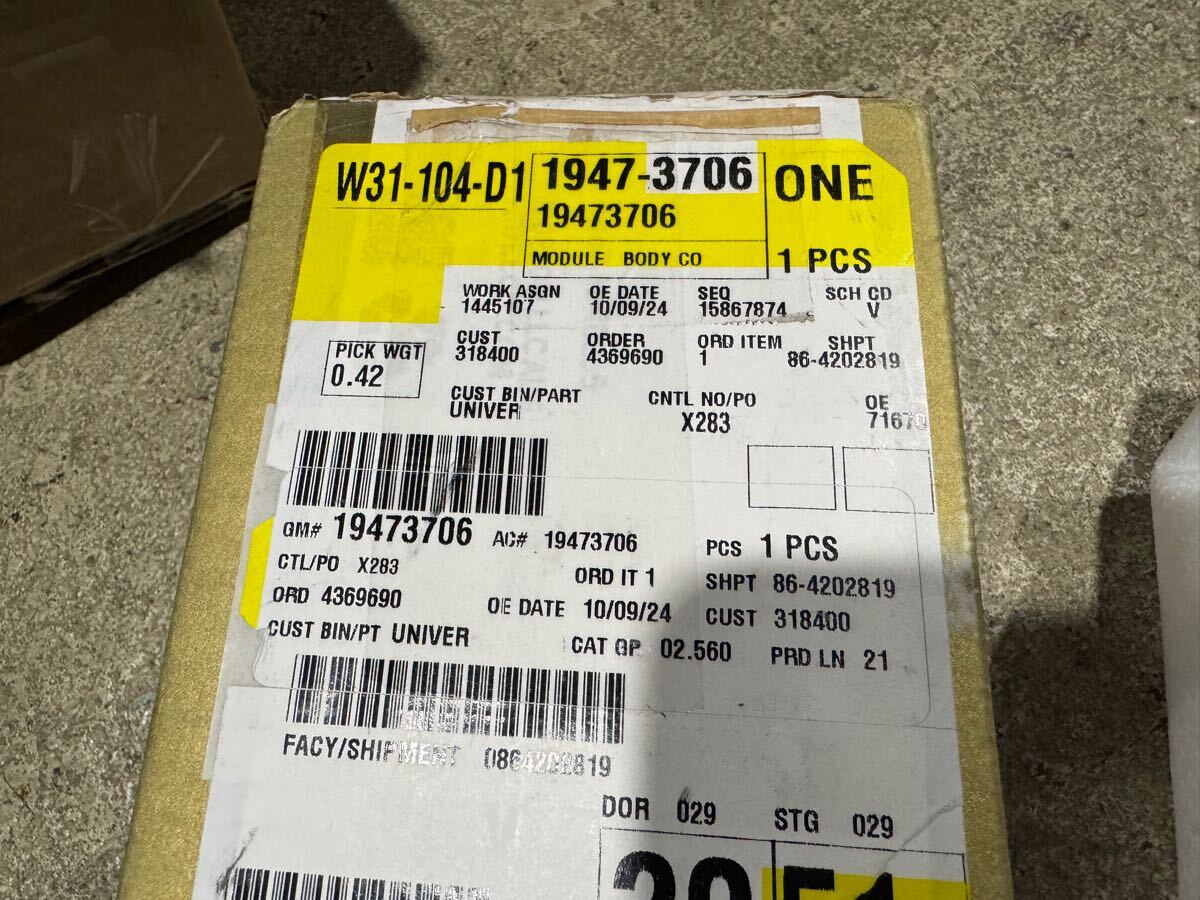 W31-104-D1 1947-3706 ONE
19473706
MODULE BODY CO 1 PCS
WORK ASGN OE DATE SEQ SCH CD
1445107 10/09/24 15867874 V
CUST ORDER ORD ITEM SHPT
318400 4369690 1 86-4202819
PICK WGT
0.42
CUST BIN/PART CNTL NO/PO OE
UNIVER X283 71670
GM# 19473706 AC# 19473706 PCS 1 PCS
CTL/PO X283 ORD IT 1 SHPT 86-4202819
ORD 4369690 OE DATE 10/09/24 CUST 318400
CUST BIN/PT UNIVER CAT GP 02.560 PRD LN 21
FACY/SHIPMENT 0864202819
DOR 029 STG 029